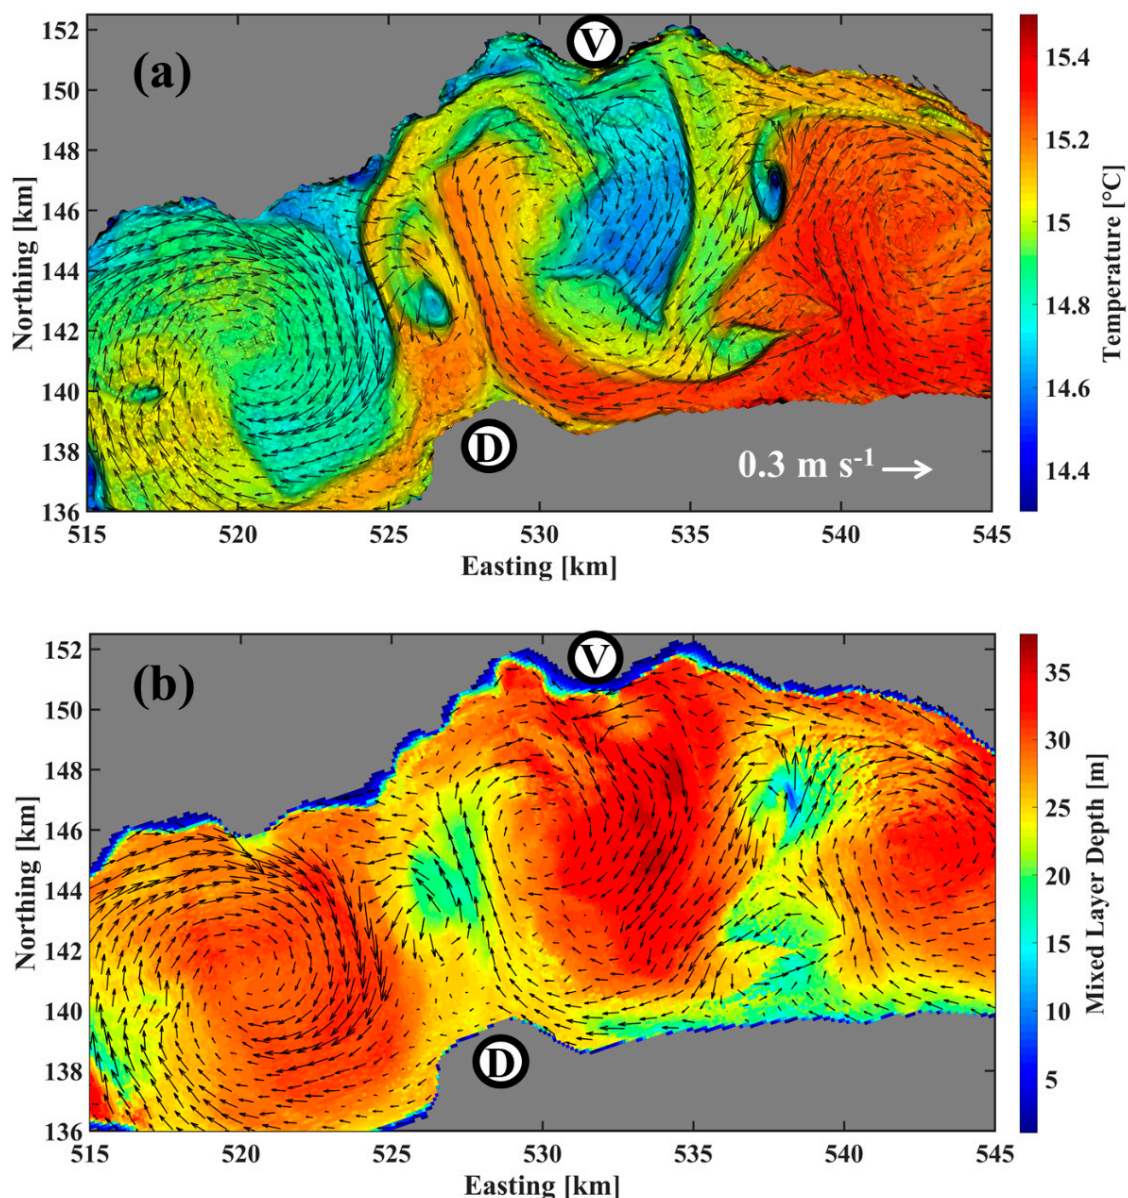 (a)
V
D
0.3 m s⁻¹
152
150
148
146
144
142
140
138
136
Northing [km]
515 520 525 530 535 540 545
Easting [km]
15.4
15.2
15
14.8
14.6
14.4
Temperature [°C]
(b)
V
D
152
150
148
146
144
142
140
138
136
Northing [km]
515 520 525 530 535 540 545
Easting [km]
35
30
25
20
15
10
5
Mixed Layer Depth [m]